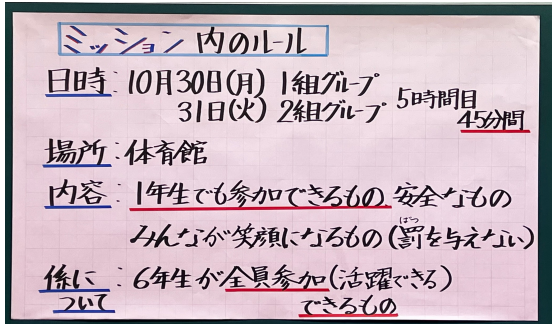 ミッション内のルール
日時:10月30日(月) 1組グループ
31日(火) 2組グループ 5時間目
45分間
場所:体育館
内容:1年生でも参加できるもの 安全なもの
みんなが笑顔になるもの(罰を与えない)
ばつ
係に:6年生が全員参加(活躍できる)
ついて できるもの